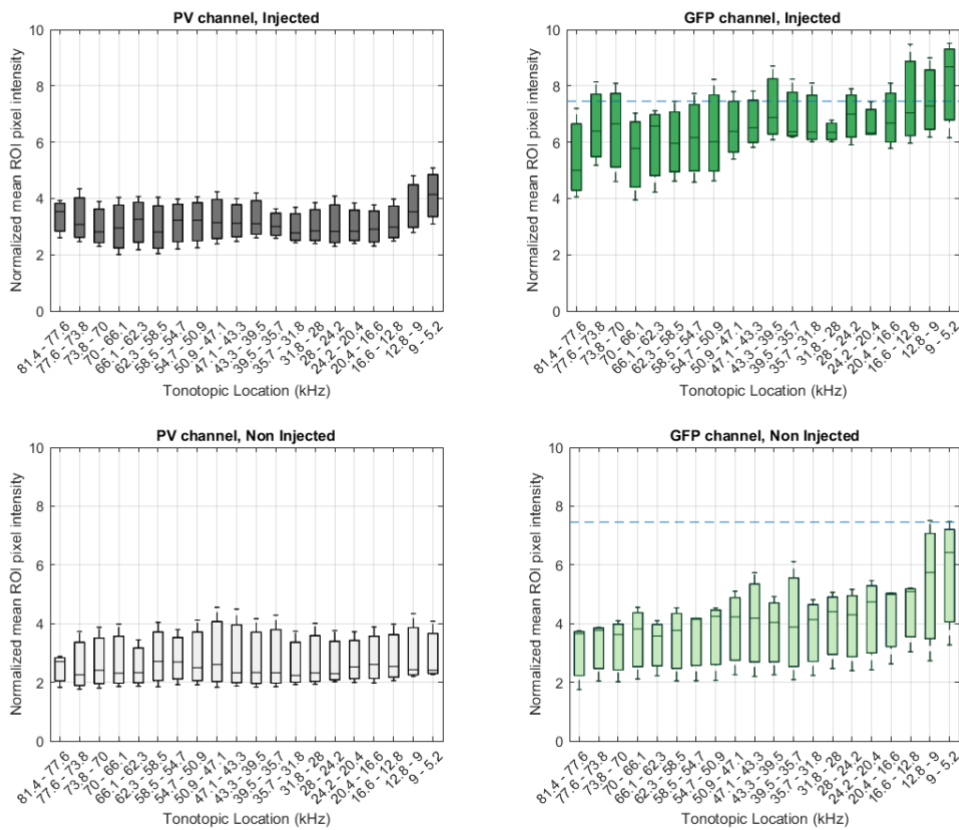 PV channel, Injected
Normalized mean ROI pixel intensity
10
8
6
4
2
0
81.4 - 77.6
77.6 - 73.8
73.8 - 70
70 - 66.1
66.1 - 62.3
62.3 - 58.5
58.5 - 54.7
54.7 - 50.9
50.9 - 47.1
47.1 - 43.3
43.3 - 39.5
39.5 - 35.7
35.7 - 31.8
31.8 - 28
28 - 24.2
24.2 - 20.4
20.4 - 16.6
16.6 - 12.8
12.8 - 9
9 - 5.2
Tonotopic Location (kHz)
GFP channel, Injected
Normalized mean ROI pixel intensity
10
8
6
4
2
0
81.4 - 77.6
77.6 - 73.8
73.8 - 70
70 - 66.1
66.1 - 62.3
62.3 - 58.5
58.5 - 54.7
54.7 - 50.9
50.9 - 47.1
47.1 - 43.3
43.3 - 39.5
39.5 - 35.7
35.7 - 31.8
31.8 - 28
28 - 24.2
24.2 - 20.4
20.4 - 16.6
16.6 - 12.8
12.8 - 9
9 - 5.2
Tonotopic Location (kHz)
PV channel, Non Injected
Normalized mean ROI pixel intensity
10
8
6
4
2
0
81.4 - 77.6
77.6 - 73.8
73.8 - 70
70 - 66.1
66.1 - 62.3
62.3 - 58.5
58.5 - 54.7
54.7 - 50.9
50.9 - 47.1
47.1 - 43.3
43.3 - 39.5
39.5 - 35.7
35.7 - 31.8
31.8 - 28
28 - 24.2
24.2 - 20.4
20.4 - 16.6
16.6 - 12.8
12.8 - 9
9 - 5.2
Tonotopic Location (kHz)
GFP channel, Non Injected
Normalized mean ROI pixel intensity
10
8
6
4
2
0
81.4 - 77.6
77.6 - 73.8
73.8 - 70
70 - 66.1
66.1 - 62.3
62.3 - 58.5
58.5 - 54.7
54.7 - 50.9
50.9 - 47.1
47.1 - 43.3
43.3 - 39.5
39.5 - 35.7
35.7 - 31.8
31.8 - 28
28 - 24.2
24.2 - 20.4
20.4 - 16.6
16.6 - 12.8
12.8 - 9
9 - 5.2
Tonotopic Location (kHz)